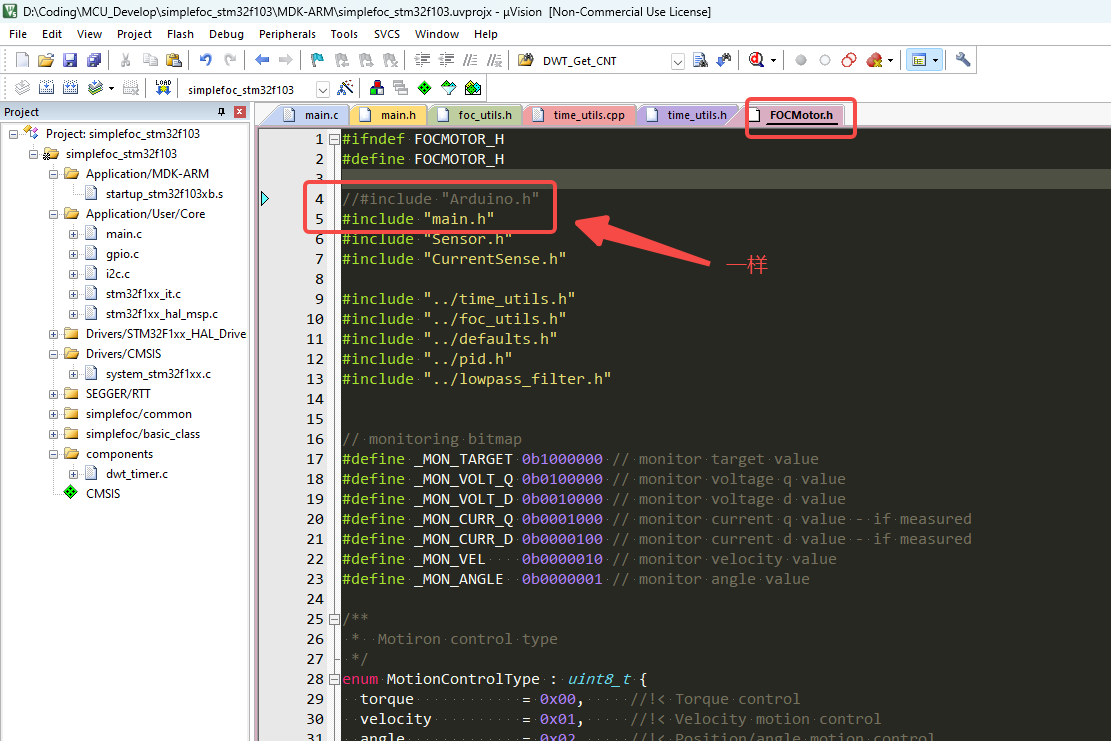 D:\Coding\MCU_Develop\simplefoc_stm32f103\MDK-ARM\simplefoc_stm32f103.uvprojx - µVision [Non-Commercial Use License]
File Edit View Project Flash Debug Peripherals Tools SVCS Window Help
DWT_Get_CNT
LOAD simplefoc_stm32f103
Project
Project: simplefoc_stm32f103
simplefoc_stm32f103
Application/MDK-ARM
startup_stm32f103xb.s
Application/User/Core
main.c
gpio.c
i2c.c
stm32f1xx_it.c
stm32f1xx_hal_msp.c
Drivers/STM32F1xx_HAL_Drive
Drivers/CMSIS
system_stm32f1xx.c
SEGGER/RTT
simplefoc/common
simplefoc/basic_class
components
dwt_timer.c
CMSIS
main.c main.h foc_utils.h time_utils.cpp time_utils.h FOCMotor.h
1 #ifndef FOCMOTOR_H
2 #define FOCMOTOR_H
3
4 //#include "Arduino.h"
5 #include "main.h"
6 #include "Sensor.h"
7 #include "CurrentSense.h"
8
9 #include "../time_utils.h"
10 #include "../foc_utils.h"
11 #include "../defaults.h"
12 #include "../pid.h"
13 #include "../lowpass_filter.h"
14
15
16 // monitoring bitmap
17 #define _MON_TARGET 0b1000000 // monitor target value
18 #define _MON_VOLT_Q 0b0100000 // monitor voltage q value
19 #define _MON_VOLT_D 0b0010000 // monitor voltage d value
20 #define _MON_CURR_Q 0b0001000 // monitor current q value - if measured
21 #define _MON_CURR_D 0b0000100 // monitor current d value - if measured
22 #define _MON_VEL 0b0000010 // monitor velocity value
23 #define _MON_ANGLE 0b0000001 // monitor angle value
24
25 /**
26 * Motiron control type
27 */
28 enum MotionControlType : uint8_t {
29 torque = 0x00, //!< Torque control
30 velocity = 0x01, //!< Velocity motion control
31 angle = 0x02, //!< Position/angle motion control
一样